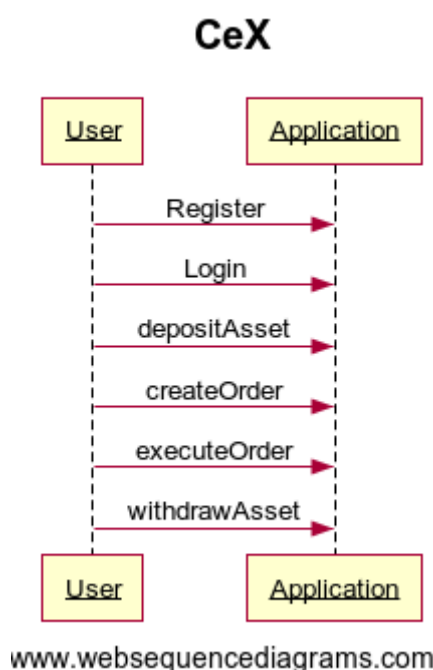 CeX
User
Application
Register
Login
depositAsset
createOrder
executeOrder
withdrawAsset
User
Application
www.websequencediagrams.com